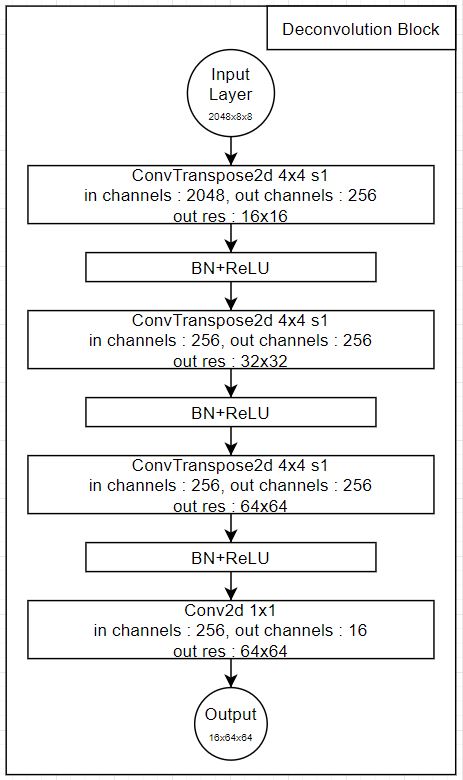 Deconvolution Block
Input
Layer
2048x8x8
ConvTranspose2d 4x4 s1
in channels : 2048, out channels : 256
out res : 16x16
BN+ReLU
ConvTranspose2d 4x4 s1
in channels : 256, out channels : 256
out res : 32x32
BN+ReLU
ConvTranspose2d 4x4 s1
in channels : 256, out channels : 256
out res : 64x64
BN+ReLU
Conv2d 1x1
in channels : 256, out channels : 16
out res : 64x64
Output
16x64x64